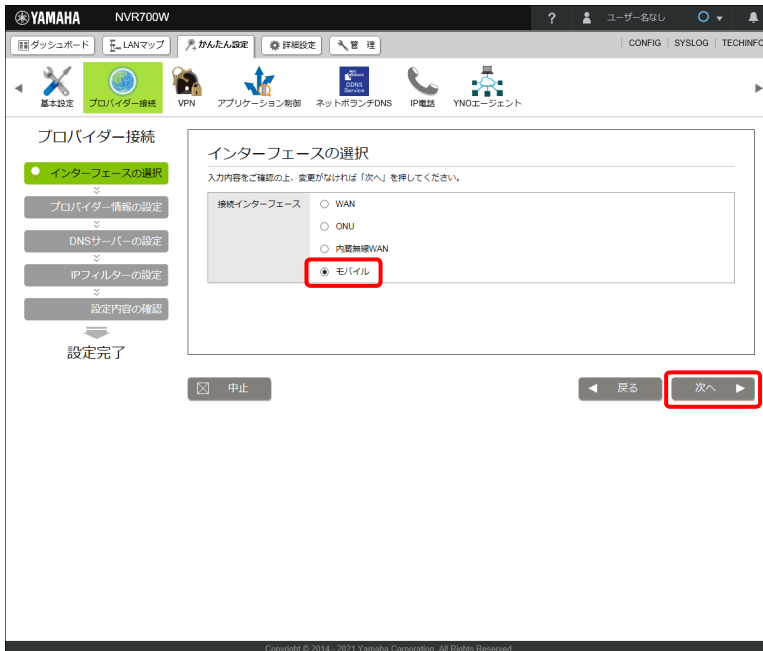 YAMAHA NVR700W ? ユーザー名なし
ダッシュボード LANマップ かんたん設定 詳細設定 管 理 CONFIG SYSLOG TECHINFO
基本設定 プロバイダー接続 VPN アプリケーション制御 ネットボランチDNS IP電話 YNOエージェント
DDNS
Service
プロバイダー接続
インターフェースの選択
プロバイダー情報の設定
DNSサーバーの設定
IPフィルターの設定
設定内容の確認
設定完了
インターフェースの選択
入力内容をご確認の上、変更がなければ「次へ」を押してください。
接続インターフェース
WAN
ONU
内蔵無線WAN
モバイル
中止 戻る 次へ
Copyright © 2014 - 2021 Yamaha Corporation. All Rights Reserved.